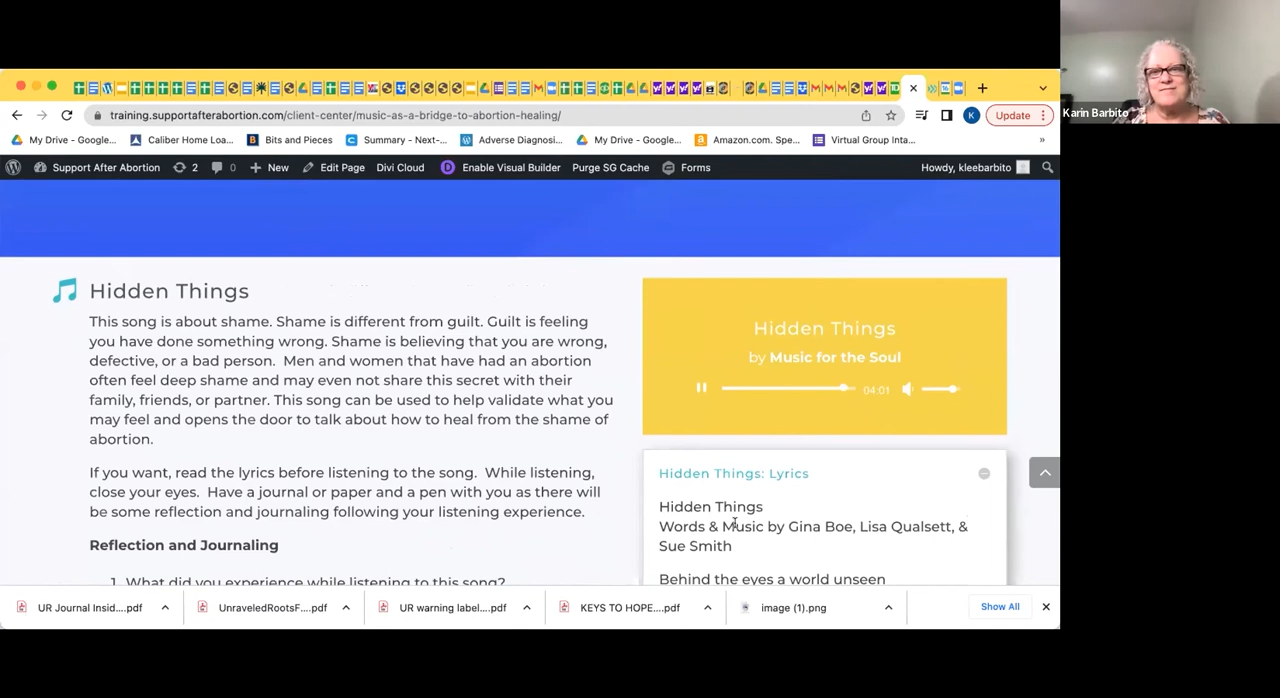 training.supportafterabortion.com/client-center/music-as-a-bridge-to-abortion-healing/
Update
My Drive - Google...
Caliber Home Loa...
Bits and Pieces
Summary - Next-...
Adverse Diagnosi...
My Drive - Google...
Amazon.com. Spe...
Virtual Group Inta...
Support After Abortion
2
0
New
Edit Page
Divi Cloud
Enable Visual Builder
Purge SG Cache
Forms
Howdy, kleebarbito
Karin Barbito
Hidden Things
This song is about shame. Shame is different from guilt. Guilt is feeling
you have done something wrong. Shame is believing that you are wrong,
defective, or a bad person. Men and women that have had an abortion
often feel deep shame and may even not share this secret with their
family, friends, or partner. This song can be used to help validate what you
may feel and opens the door to talk about how to heal from the shame of
abortion.
If you want, read the lyrics before listening to the song. While listening,
close your eyes. Have a journal or paper and a pen with you as there will
be some reflection and journaling following your listening experience.
Reflection and Journaling
1. What did you experience while listening to this song?
Hidden Things
by Music for the Soul
04:01
Hidden Things: Lyrics
Hidden Things
Words & Music by Gina Boe, Lisa Qualsett, &
Sue Smith
Behind the eyes a world unseen
UR Journal Insid....pdf
UnraveledRootsF....pdf
UR warning label....pdf
KEYS TO HOPE....pdf
image (1).png
Show All